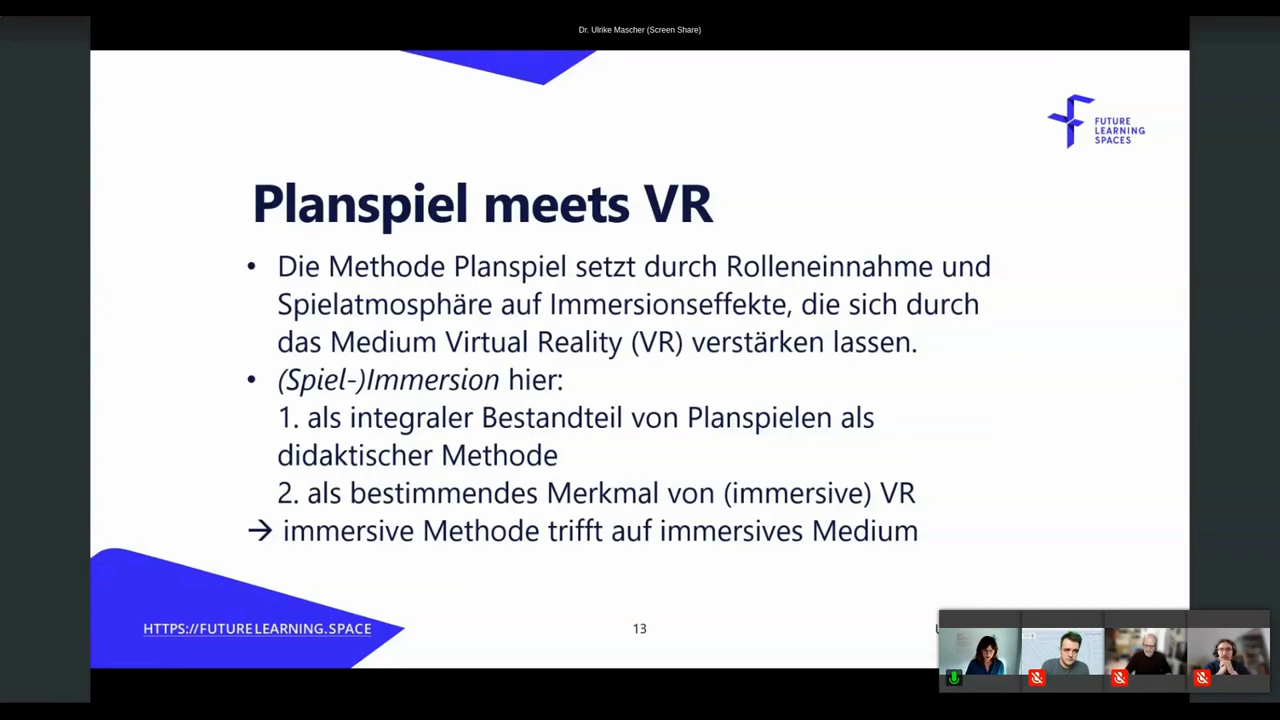 Dr. Ulrike Mascher (Screen Share)
FUTURE
LEARNING
SPACES
Planspiel meets VR
• Die Methode Planspiel setzt durch Rolleneinnahme und
Spielatmosphäre auf Immersionseffekte, die sich durch
das Medium Virtual Reality (VR) verstärken lassen.
• (Spiel-)Immersion hier:
1. als integraler Bestandteil von Planspielen als
didaktischer Methode
2. als bestimmendes Merkmal von (immersive) VR
→ immersive Methode trifft auf immersives Medium
HTTPS://FUTURELEARNING.SPACE
13